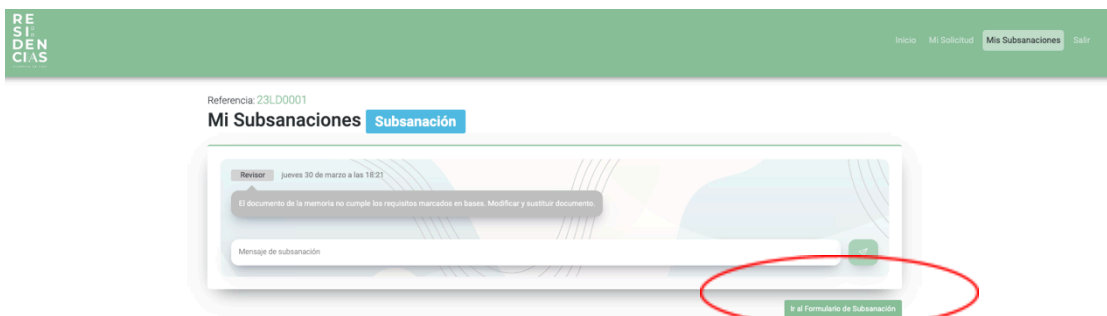 RE
SI
DEN
CIAS
Inicio Mi Solicitud Mis Subsanaciones Salir
Referencia: 23LD0001
Mi Subsanaciones Subsanación
Revisor jueves 30 de marzo a las 18:21
El documento de la memoria no cumple los requisitos marcados en bases. Modificar y sustituir documento.
Mensaje de subsanación
Ir al Formulario de Subsanación